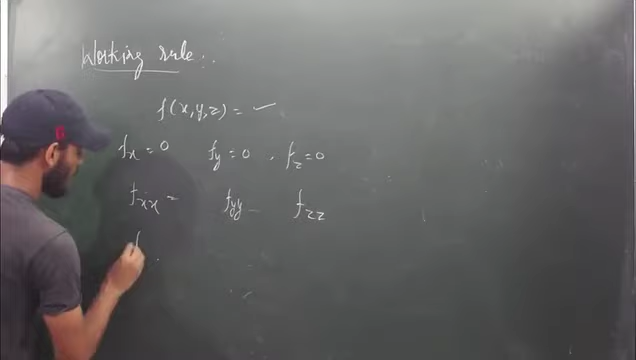 Working rule :.
f(x,y,z) = ✓
fx = 0 fy = 0 , fz = 0
fxx = fyy _ fzz
f